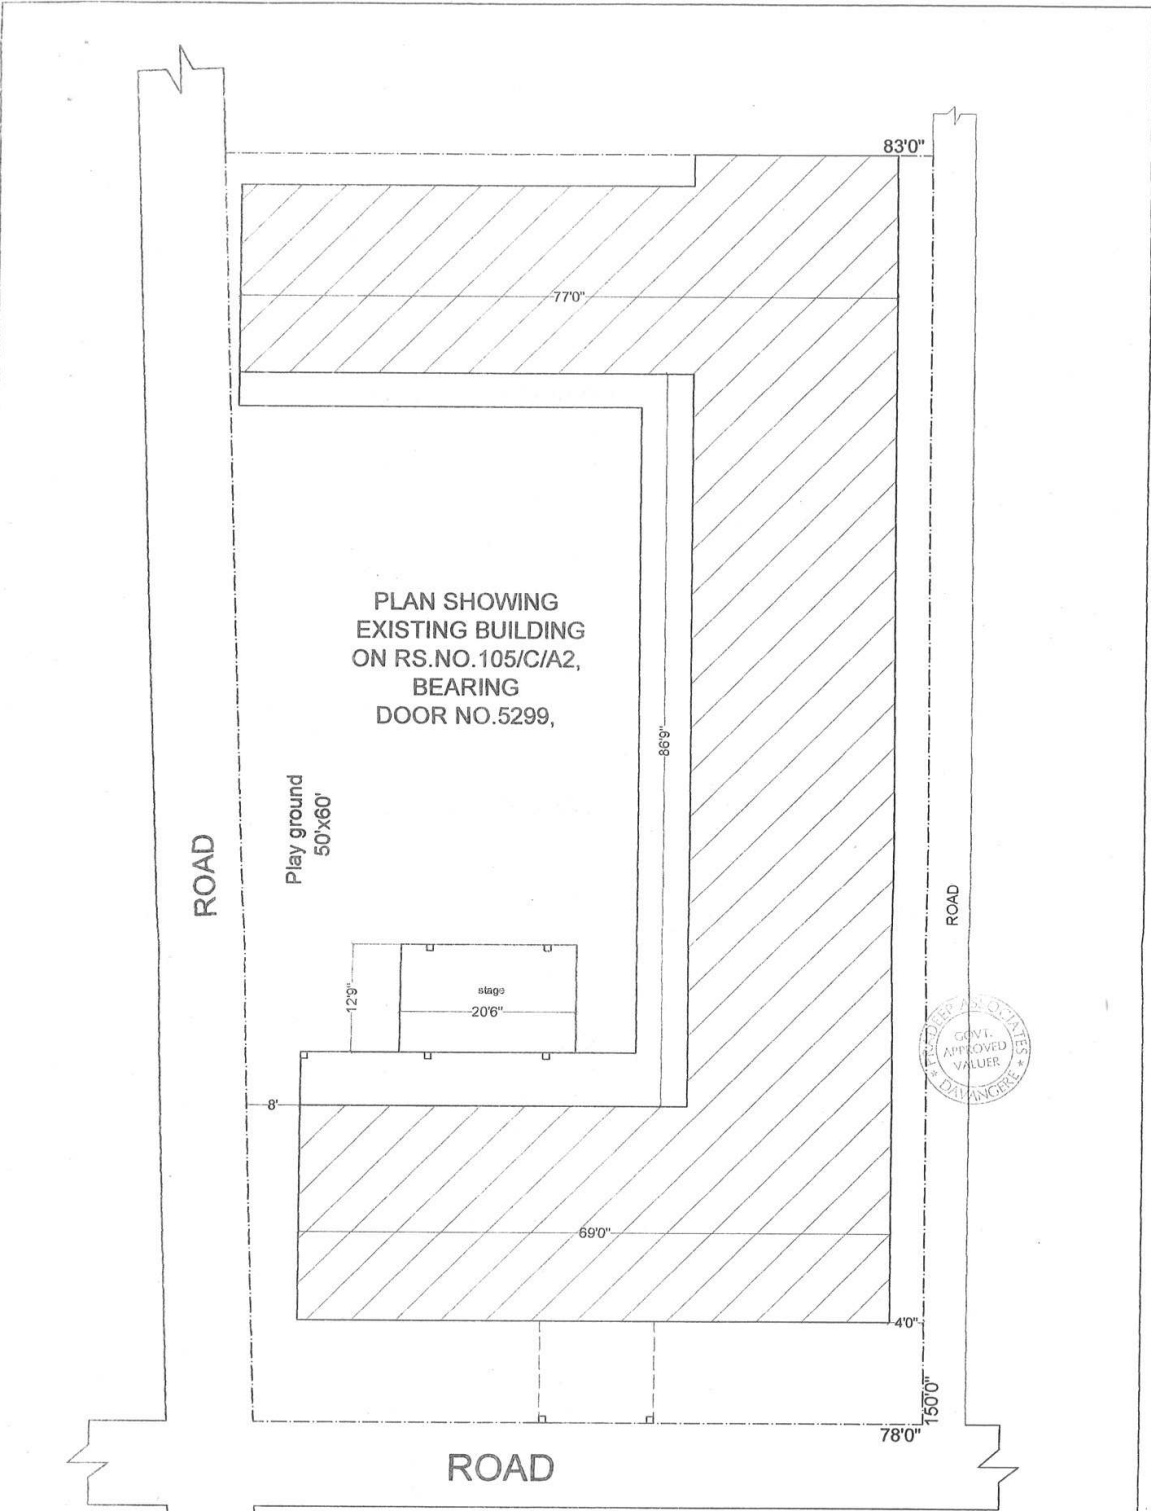 83'0"
77'0"
PLAN SHOWING
EXISTING BUILDING
ON RS.NO.105/C/A2,
BEARING
DOOR NO.5299,
86'9"
Play ground
50'x60'
ROAD
ROAD
stage
12'9"
20'6"
PRADEEP ASSOCIATES
GOVT.
APPROVED
VALUER
* DAVANGERE *
8'
69'0"
4'0"
150'0"
78'0"
ROAD